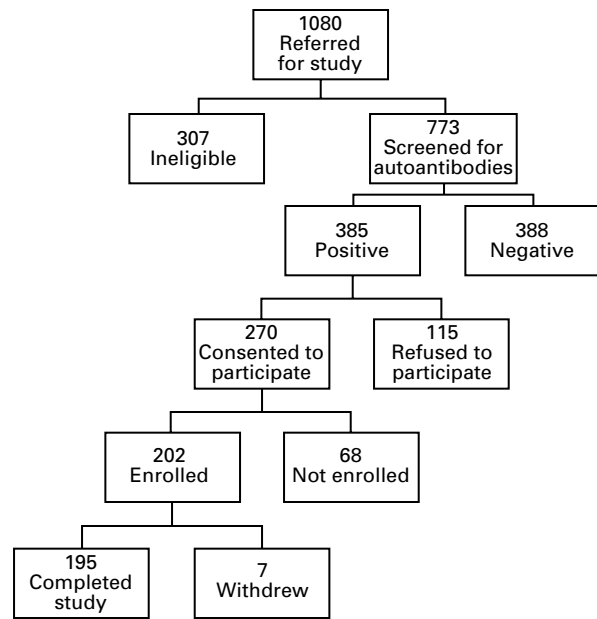 1080
Referred
for study
307
Ineligible
773
Screened for
autoantibodies
385
Positive
388
Negative
270
Consented to
participate
115
Refused to
participate
202
Enrolled
68
Not enrolled
195
Completed
study
7
Withdrew